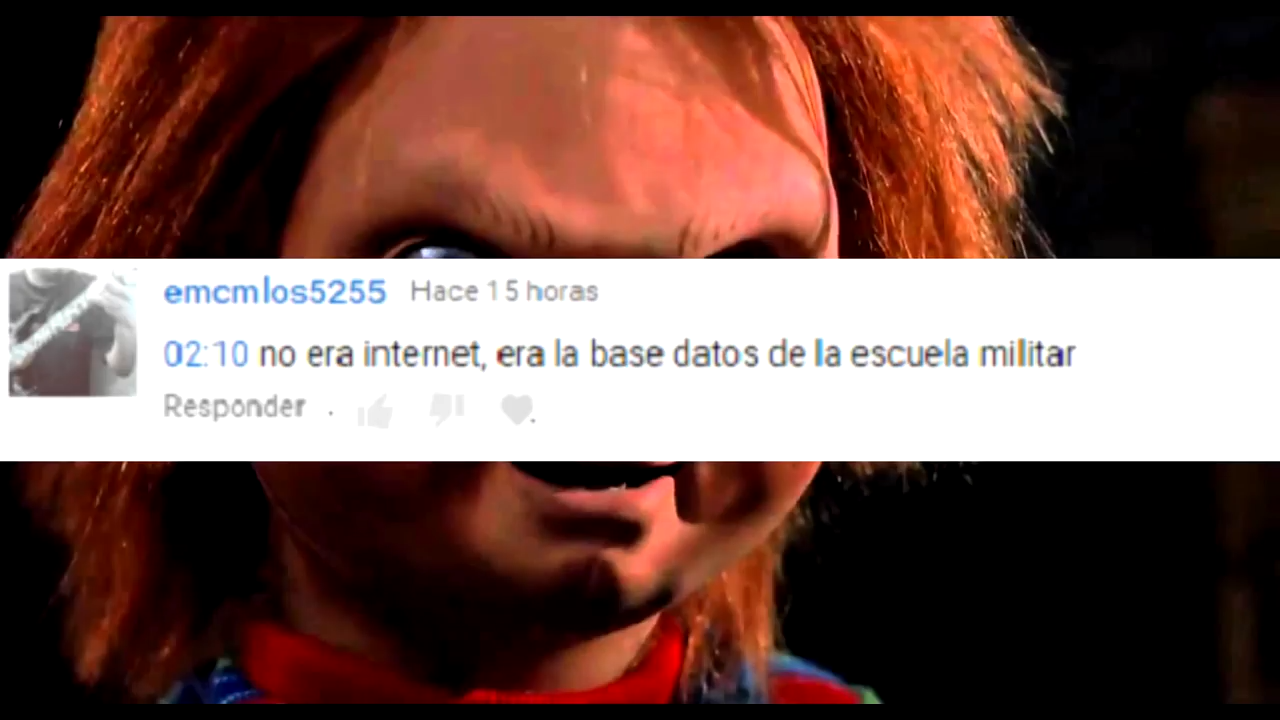 emcmlos5255 Hace 15 horas
02:10 no era internet, era la base datos de la escuela militar
Responder